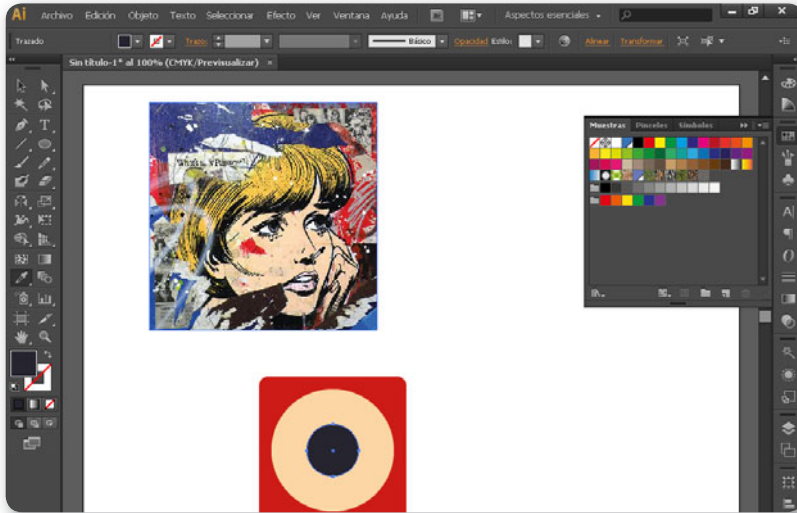 Ai Archivo Edición Objeto Texto Seleccionar Efecto Ver Ventana Ayuda Aspectos esenciales
Trazado Trazo: Básico Opacidad Estilo: Alinear Transformar
Sin título-1* al 100% (CMYK/Previsualizar) ×
Muestras Pinceles Símbolos